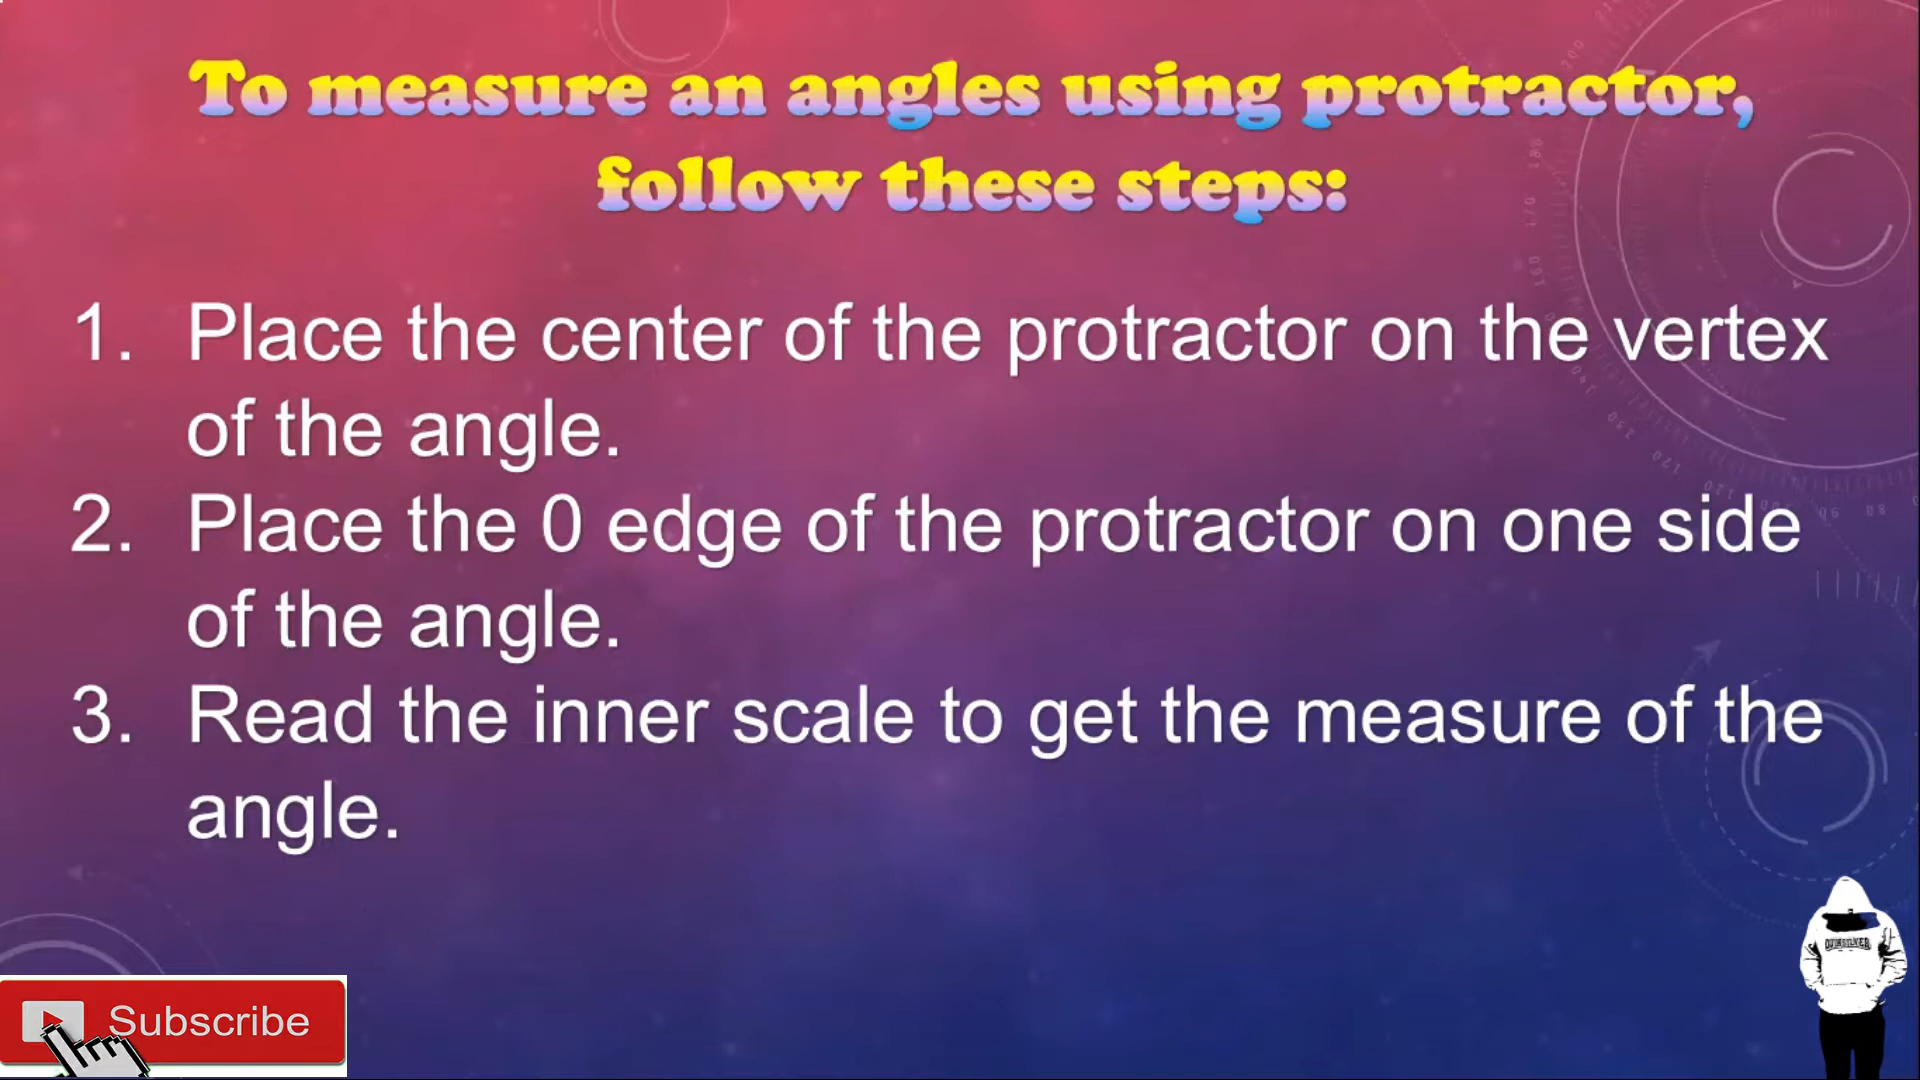 To measure an angles using protractor,
follow these steps:
1. Place the center of the protractor on the vertex
of the angle.
2. Place the 0 edge of the protractor on one side
of the angle.
3. Read the inner scale to get the measure of the
angle.
QUIKSILVER
Subscribe